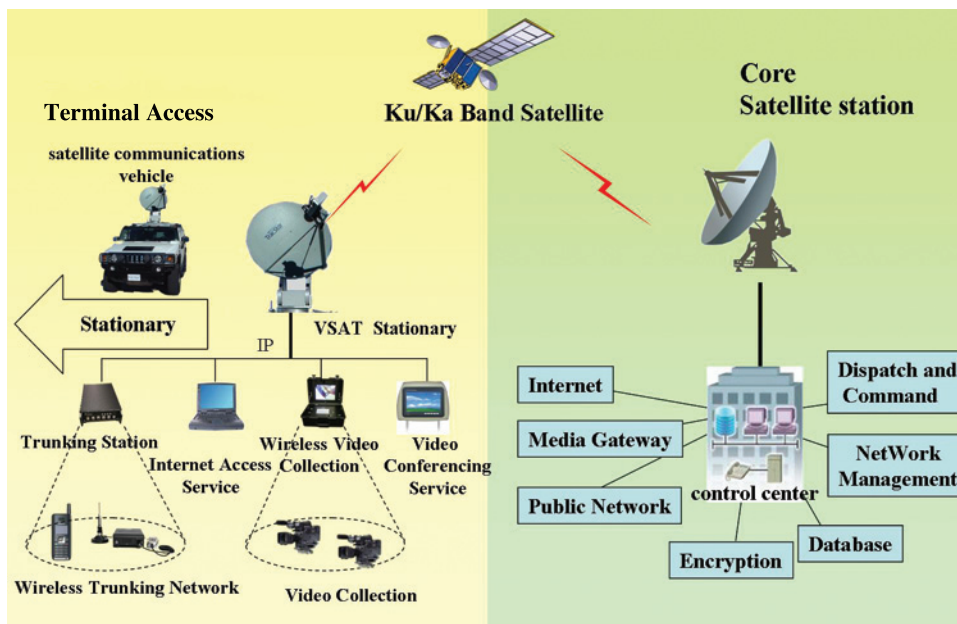 Terminal Access
Ku/Ka Band Satellite
Core
Satellite station
satellite communications
vehicle
Stationary
VSAT Stationary
IP
Trunking Station
Internet Access
Service
Wireless Video
Collection
Video
Conferencing
Service
Wireless Trunking Network
Video Collection
Internet
Media Gateway
Public Network
Dispatch and
Command
NetWork
Management
control center
Encryption
Database